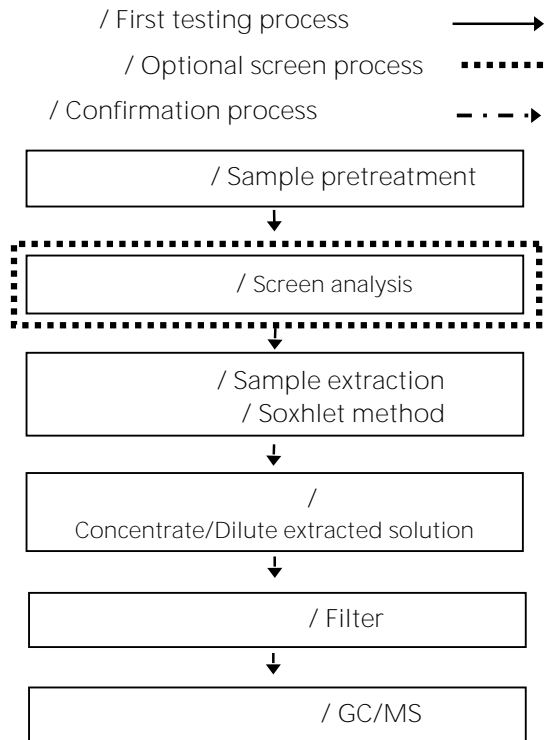 / First testing process
/ Optional screen process
/ Confirmation process
/ Sample pretreatment
/ Screen analysis
/ Sample extraction
/ Soxhlet method
/
Concentrate/Dilute extracted solution
/ Filter
/ GC/MS